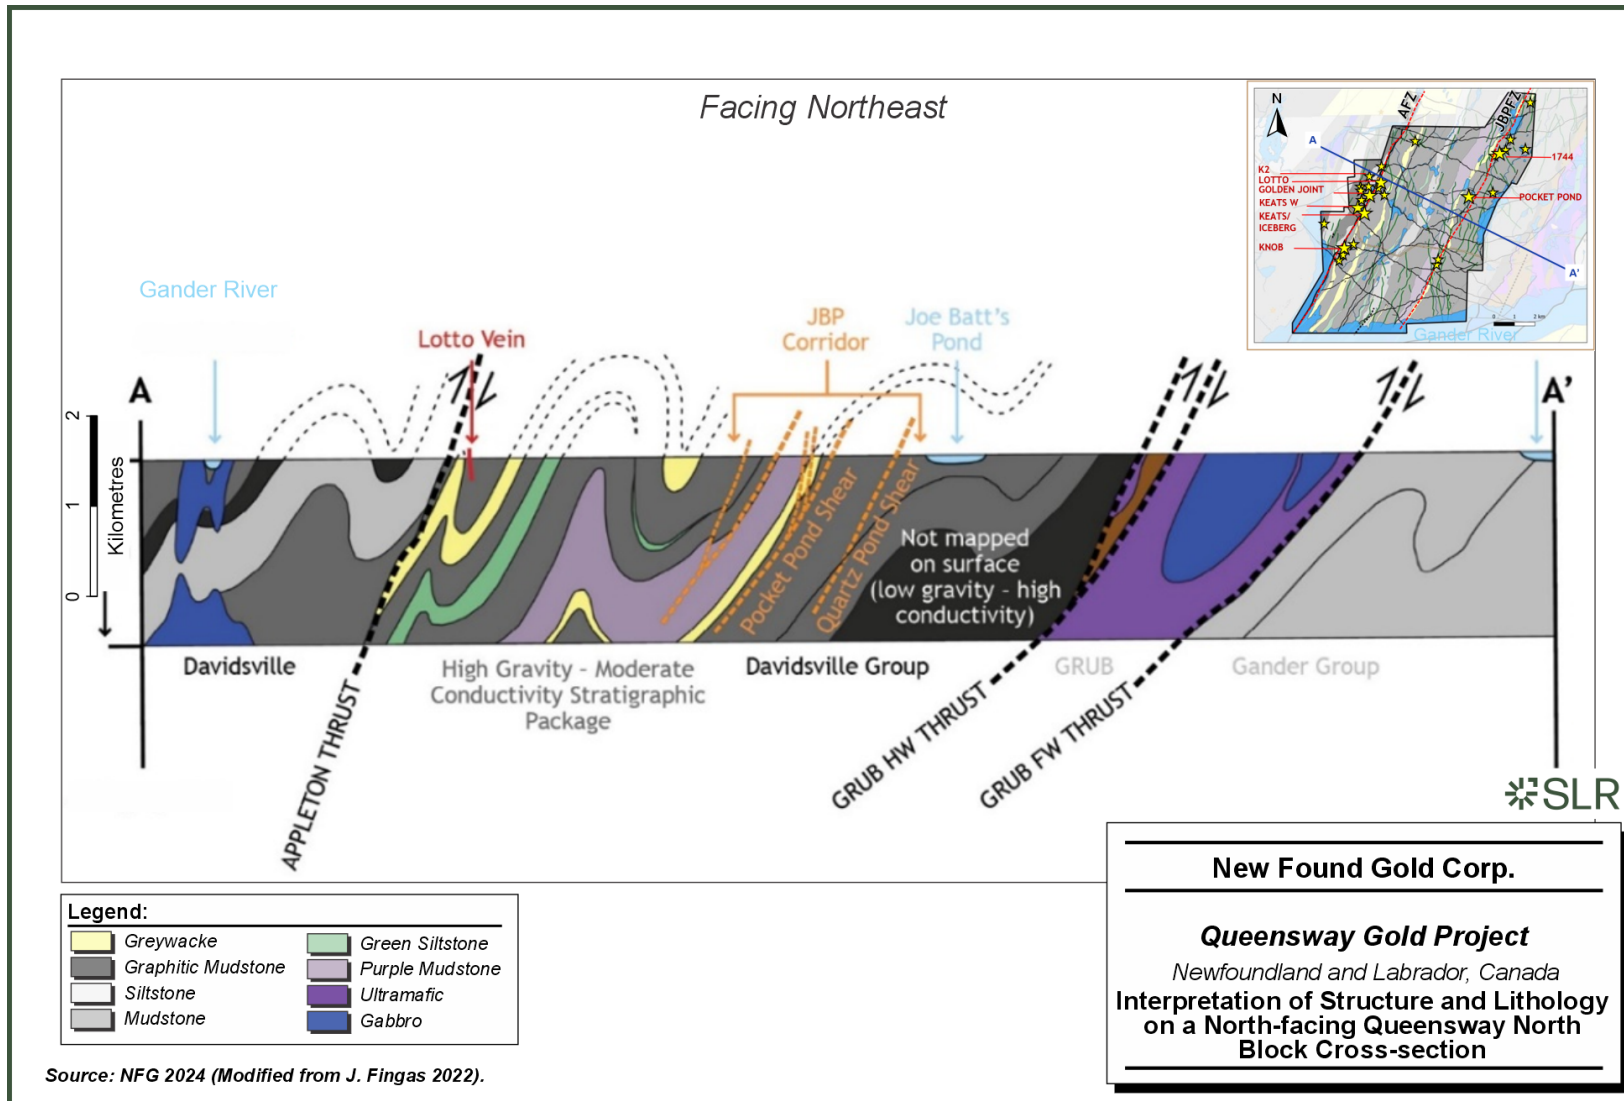 Facing Northeast
N
AFZ
JBPFZ
A
K2
LOTTO
GOLDEN JOINT
KEATS W
KEATS/
ICEBERG
KNOB
1744
POCKET POND
A'
0 1 2 km
Gander River
Gander River
Lotto Vein
JBP
Corridor
Joe Batt's
Pond
A
A'
2
1
0
Kilometres
Pocket Pond Shear
Quartz Pond Shear
Not mapped
on surface
(low gravity - high
conductivity)
Davidsville
High Gravity - Moderate
Conductivity Stratigraphic
Package
Davidsville Group
GRUB
Gander Group
APPLETON THRUST
GRUB HW THRUST
GRUB FW THRUST
SLR
Legend:
Greywacke
Graphitic Mudstone
Siltstone
Mudstone
Green Siltstone
Purple Mudstone
Ultramafic
Gabbro
New Found Gold Corp.
Queensway Gold Project
Newfoundland and Labrador, Canada
Interpretation of Structure and Lithology
on a North-facing Queensway North
Block Cross-section
Source: NFG 2024 (Modified from J. Fingas 2022).